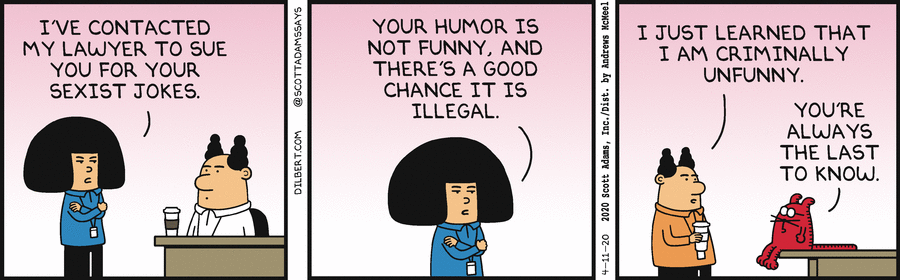 I'VE CONTACTED
MY LAWYER TO SUE
YOU FOR YOUR
SEXIST JOKES.
DILBERT.COM @SCOTTADAMSSAYS
YOUR HUMOR IS
NOT FUNNY, AND
THERE'S A GOOD
CHANCE IT IS
ILLEGAL.
4-11-20 2020 Scott Adams, Inc./Dist. by Andrews McMeel
I JUST LEARNED THAT
I AM CRIMINALLY
UNFUNNY.
YOU'RE
ALWAYS
THE LAST
TO KNOW.